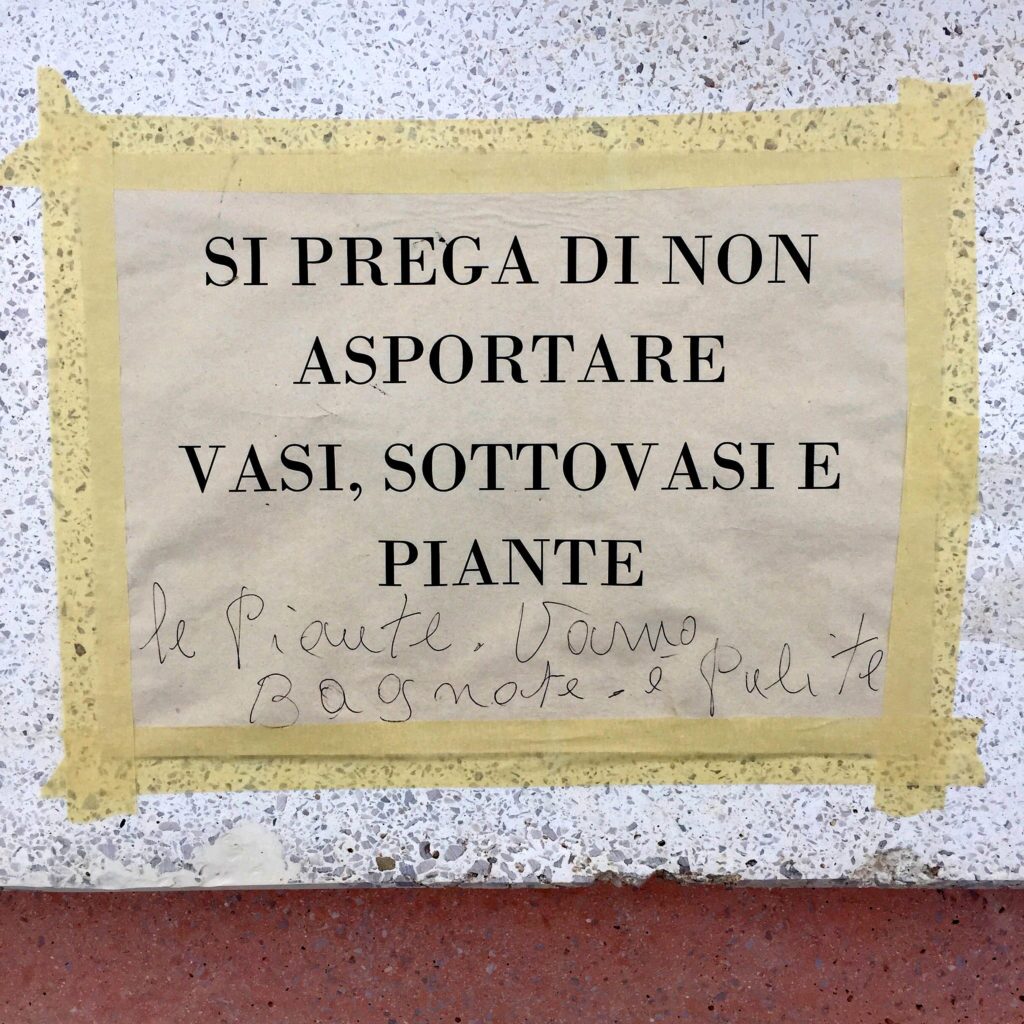 SI PREGA DI NON
ASPORTARE
VASI, SOTTOVASI E
PIANTE
le Piante. Vanno
Bagnate. e Pulite